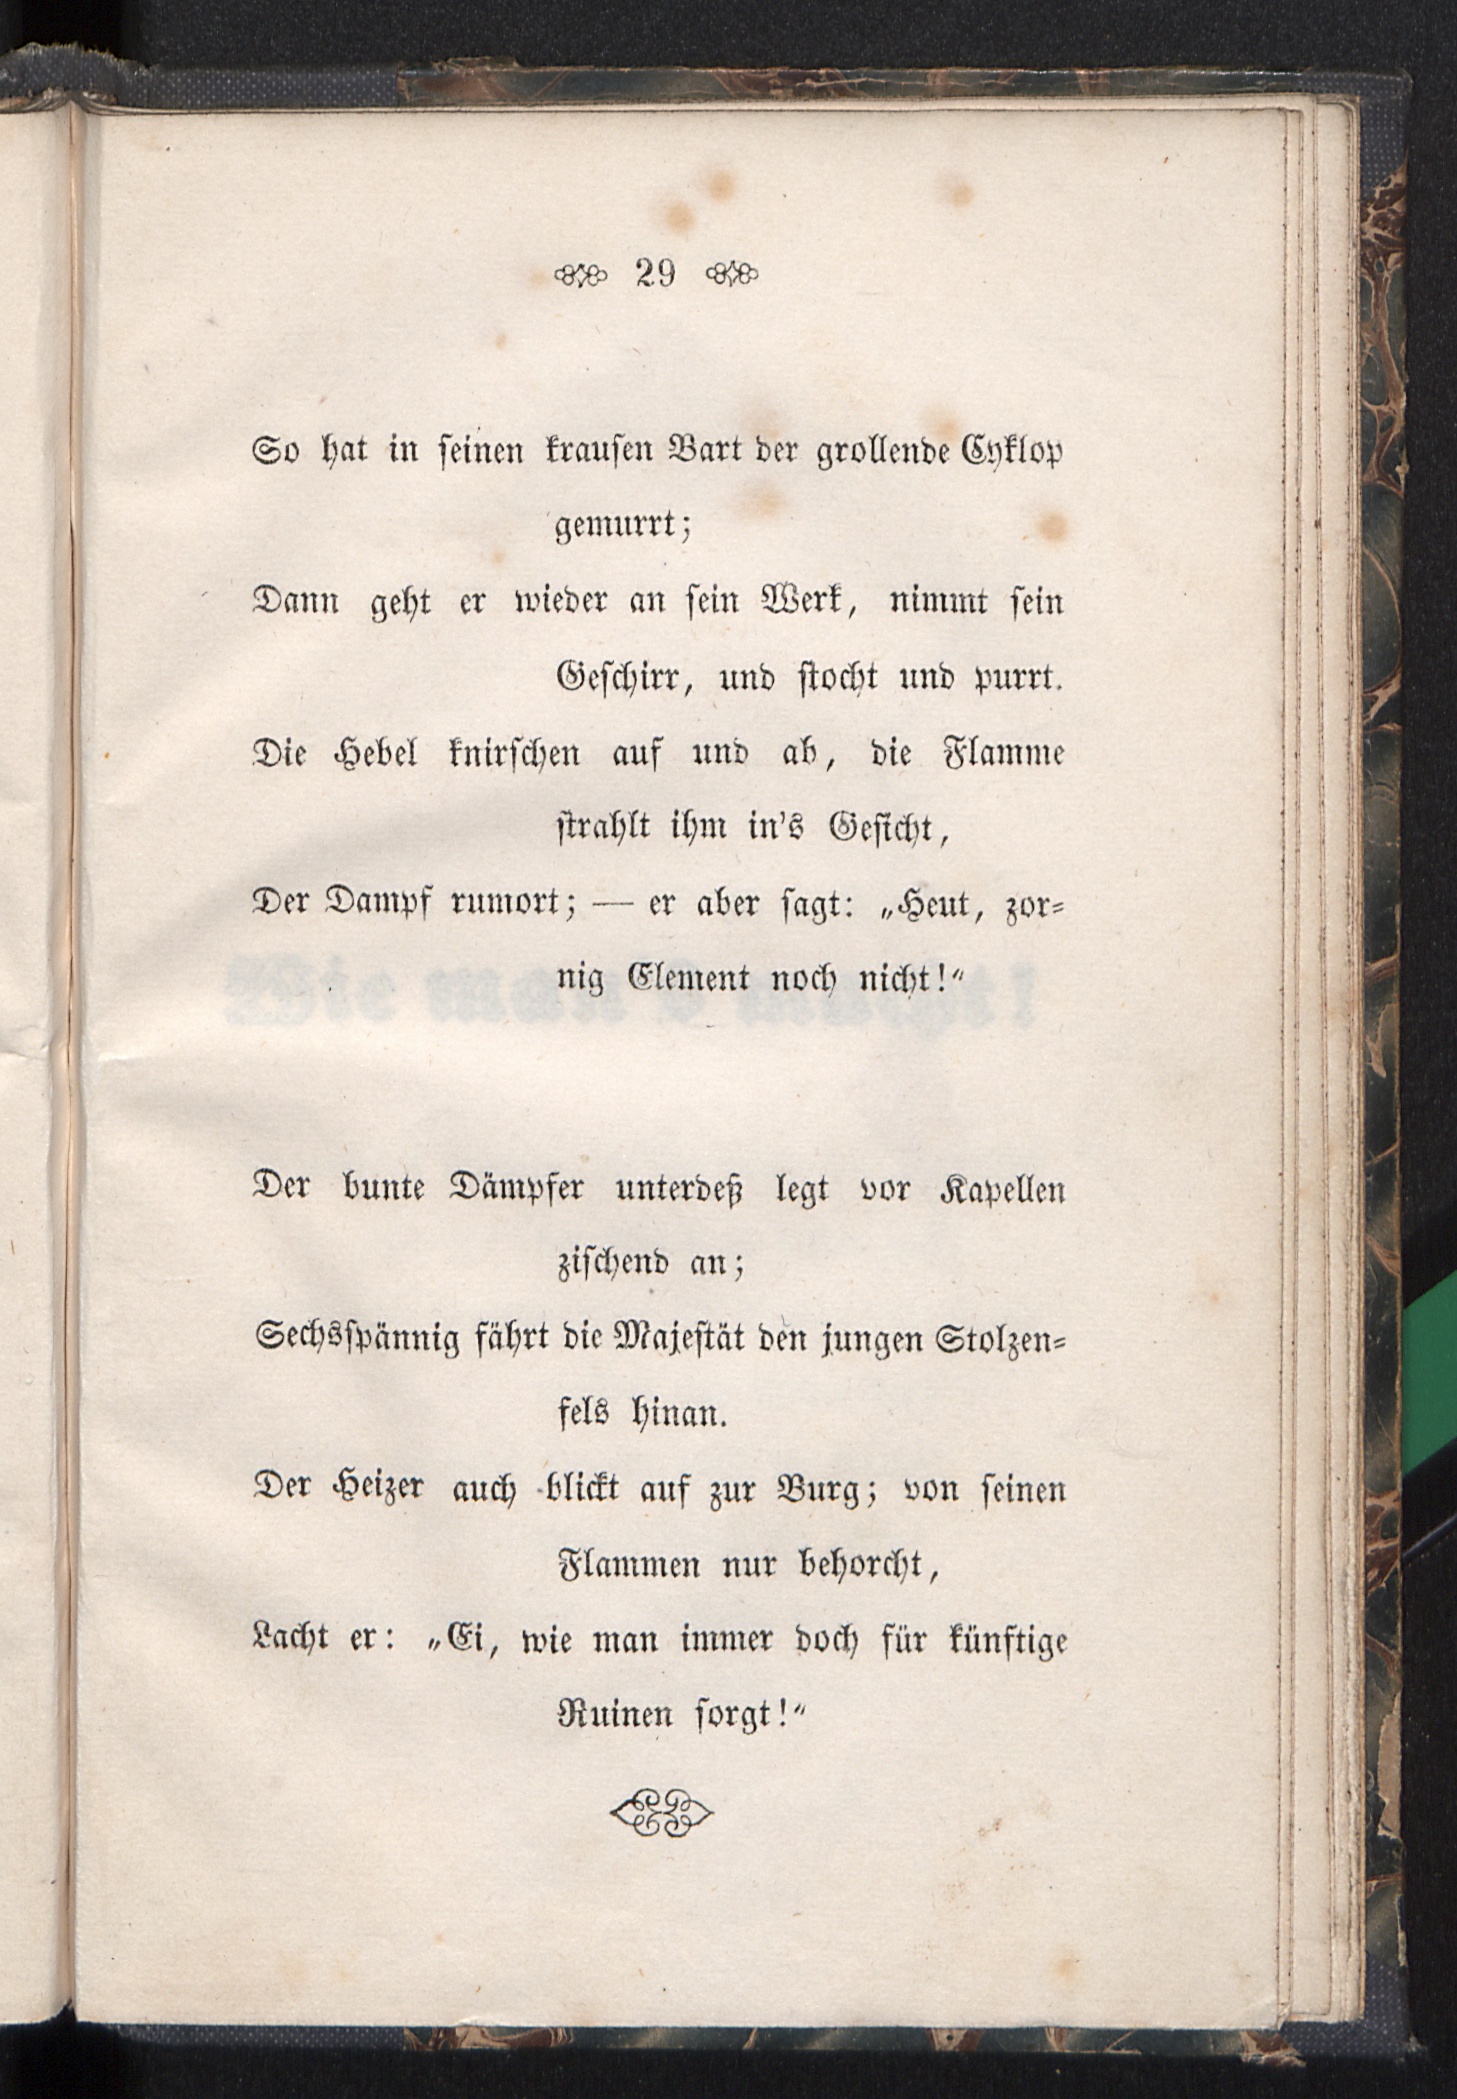 29
So hat in seinen krausen Bart der grollende Cyklop
gemurrt;
Dann geht er wieder an sein Werk, nimmt sein
Geschirr, und stocht und purrt.
Die Hebel knirschen auf und ab, die Flamme
strahlt ihm in's Gesicht,
Der Dampf rumort; — er aber sagt: „Heut, zor-
nig Element noch nicht!“
Der bunte Dämpfer unterdeß legt vor Kapellen
zischend an;
Sechsspännig fährt die Majestät den jungen Stolzen-
fels hinan.
Der Heizer auch blickt auf zur Burg; von seinen
Flammen nur behorcht,
Lacht er: „Ei, wie man immer doch für künftige
Ruinen sorgt!“